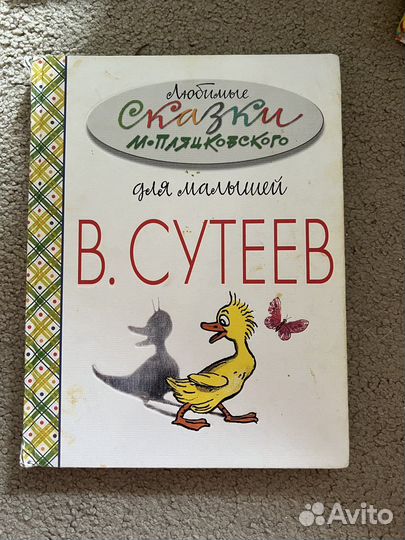 Любимые
Сказки
М•Пляцковского
для малышей
В. СУТЕЕВ
Avito